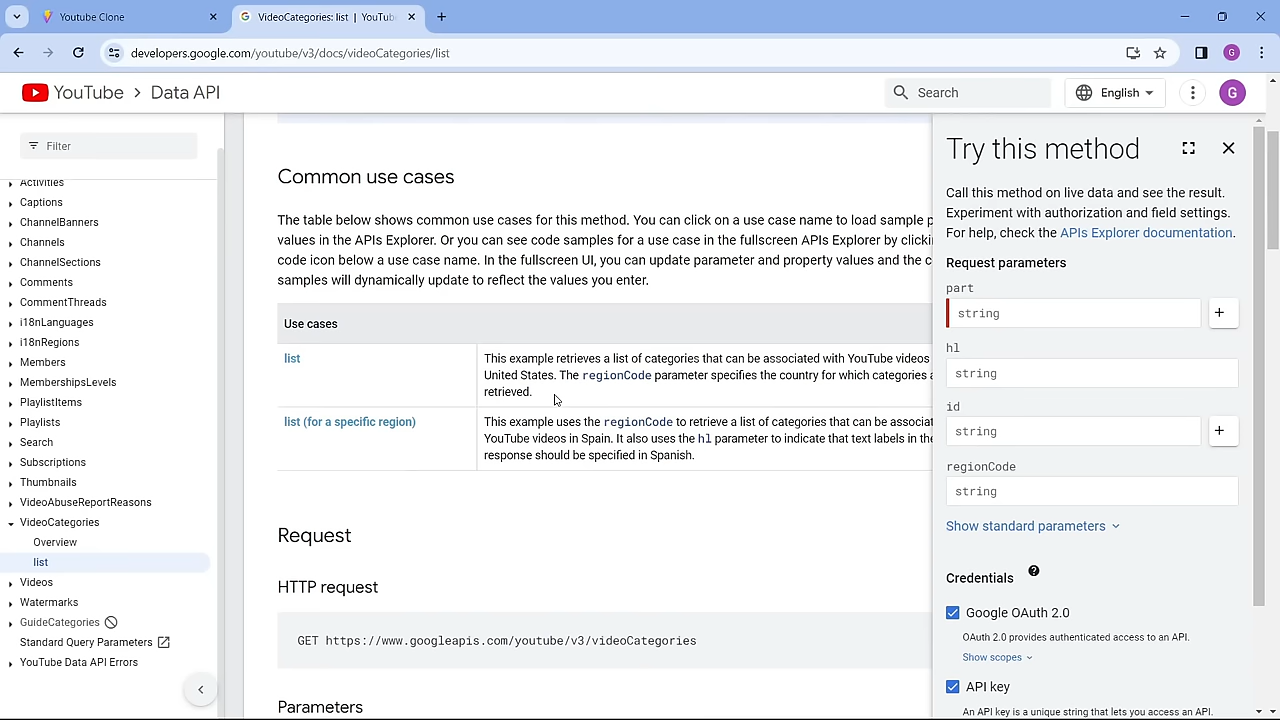 Youtube Clone
VideoCategories: list | YouTub
developers.google.com/youtube/v3/docs/videoCategories/list
G
YouTube > Data API
Search
English
G
Filter
Activities
Captions
ChannelBanners
Channels
ChannelSections
Comments
CommentThreads
i18nLanguages
i18nRegions
Members
MembershipsLevels
PlaylistItems
Playlists
Search
Subscriptions
Thumbnails
VideoAbuseReportReasons
VideoCategories
Overview
list
Videos
Watermarks
GuideCategories
Standard Query Parameters
YouTube Data API Errors
Common use cases
The table below shows common use cases for this method. You can click on a use case name to load sample p
values in the APIs Explorer. Or you can see code samples for a use case in the fullscreen APIs Explorer by clickin
code icon below a use case name. In the fullscreen UI, you can update parameter and property values and the c
samples will dynamically update to reflect the values you enter.
Use cases
list
This example retrieves a list of categories that can be associated with YouTube videos
United States. The regionCode parameter specifies the country for which categories a
retrieved.
list (for a specific region)
This example uses the regionCode to retrieve a list of categories that can be associat
YouTube videos in Spain. It also uses the hl parameter to indicate that text labels in the
response should be specified in Spanish.
Request
HTTP request
GET https://www.googleapis.com/youtube/v3/videoCategories
Parameters
Try this method
Call this method on live data and see the result.
Experiment with authorization and field settings.
For help, check the APIs Explorer documentation.
Request parameters
part
string
hl
string
id
string
regionCode
string
Show standard parameters
Credentials
Google OAuth 2.0
OAuth 2.0 provides authenticated access to an API.
Show scopes
API key
An API key is a unique string that lets you access an API.